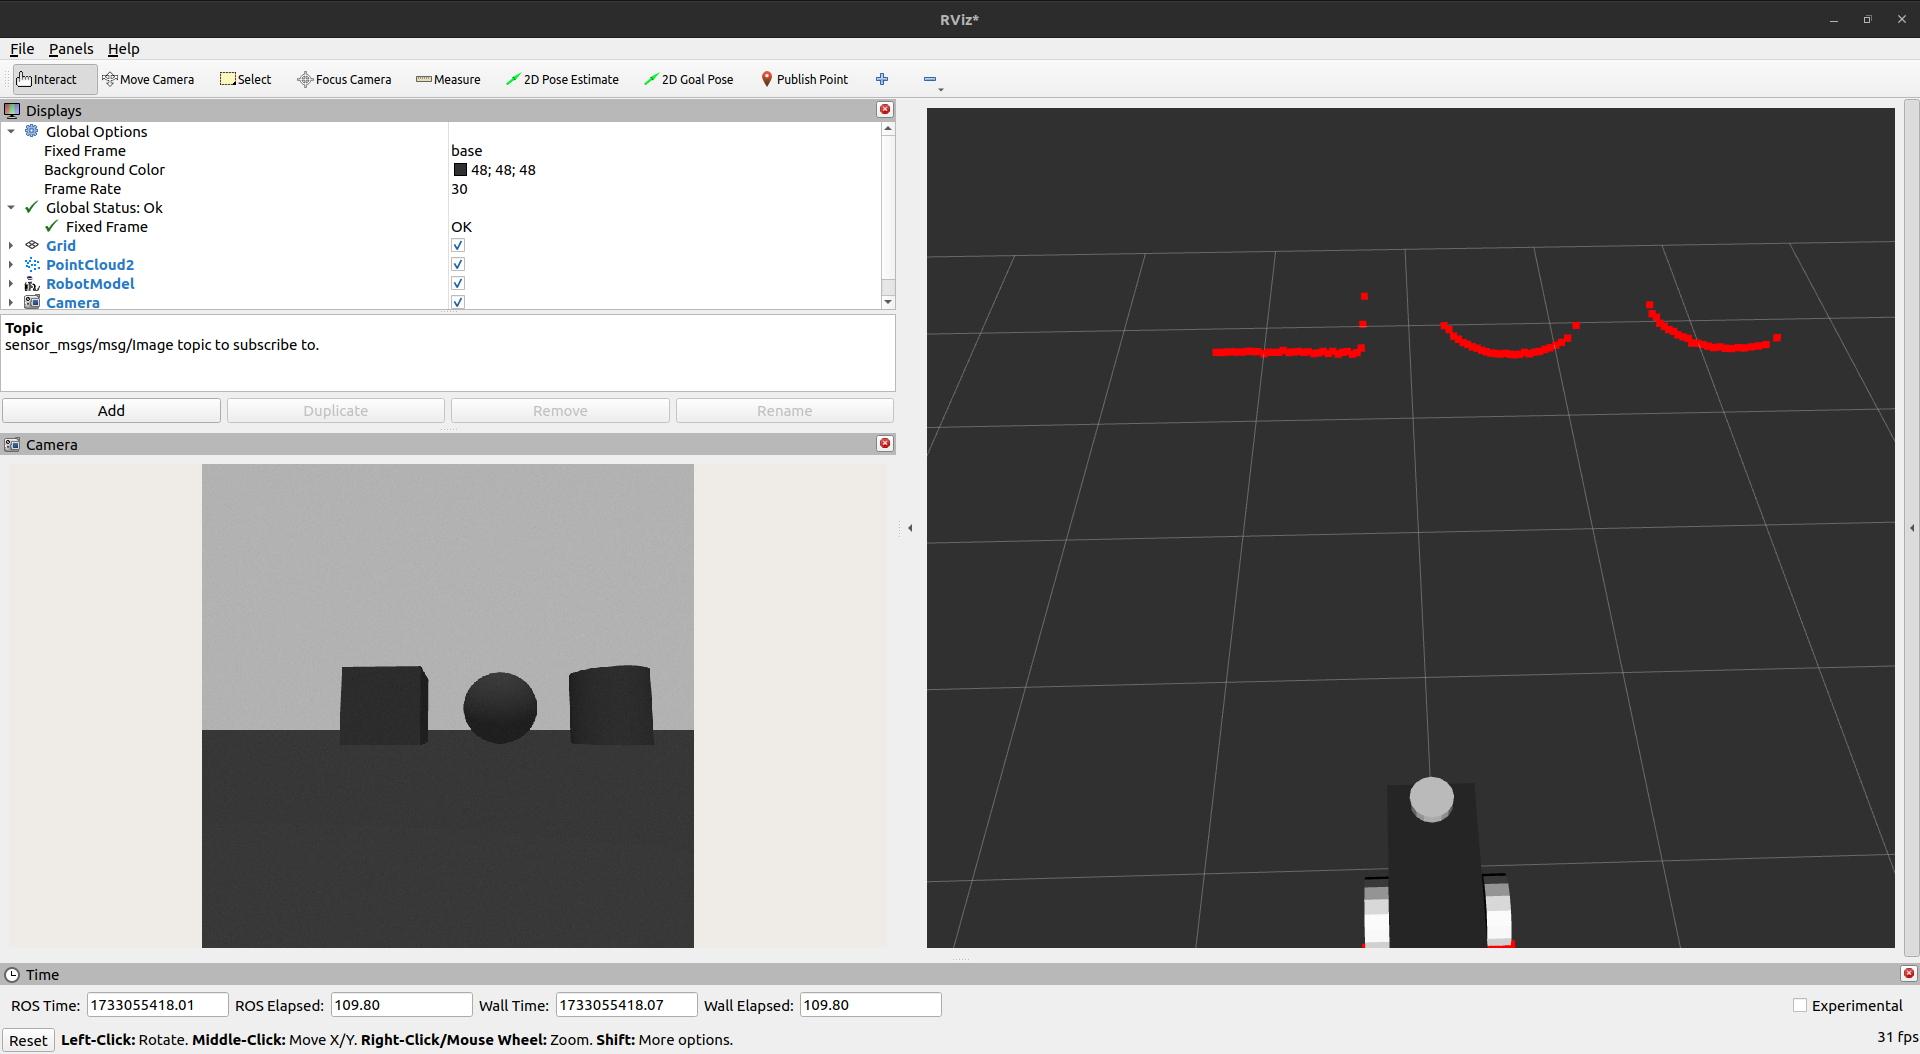 RViz*
File Panels Help
Interact Move Camera Select Focus Camera Measure 2D Pose Estimate 2D Goal Pose Publish Point
Displays
Global Options
Fixed Frame base
Background Color 48; 48; 48
Frame Rate 30
Global Status: Ok
Fixed Frame OK
Grid
PointCloud2
RobotModel
Camera
Topic
sensor_msgs/msg/Image topic to subscribe to.
Add Duplicate Remove Rename
Camera
Time
ROS Time: 1733055418.01 ROS Elapsed: 109.80 Wall Time: 1733055418.07 Wall Elapsed: 109.80 Experimental
Reset Left-Click: Rotate. Middle-Click: Move X/Y. Right-Click/Mouse Wheel: Zoom. Shift: More options. 31 fps